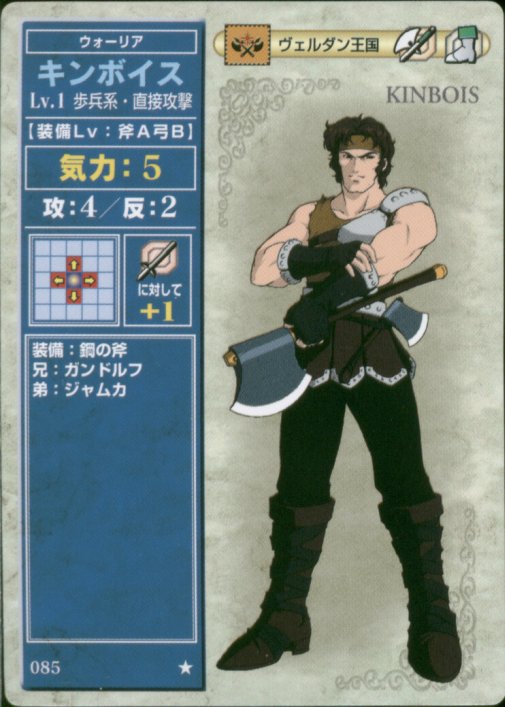 ウォーリア
キンボイス
Lv.1 歩兵系・直接攻撃
【装備Lv：斧A弓B】
気力：5
攻：4／反：2
に対して
+1
装備：鋼の斧
兄：ガンドルフ
弟：ジャムカ
085
★
ヴェルダン王国
KINBOIS